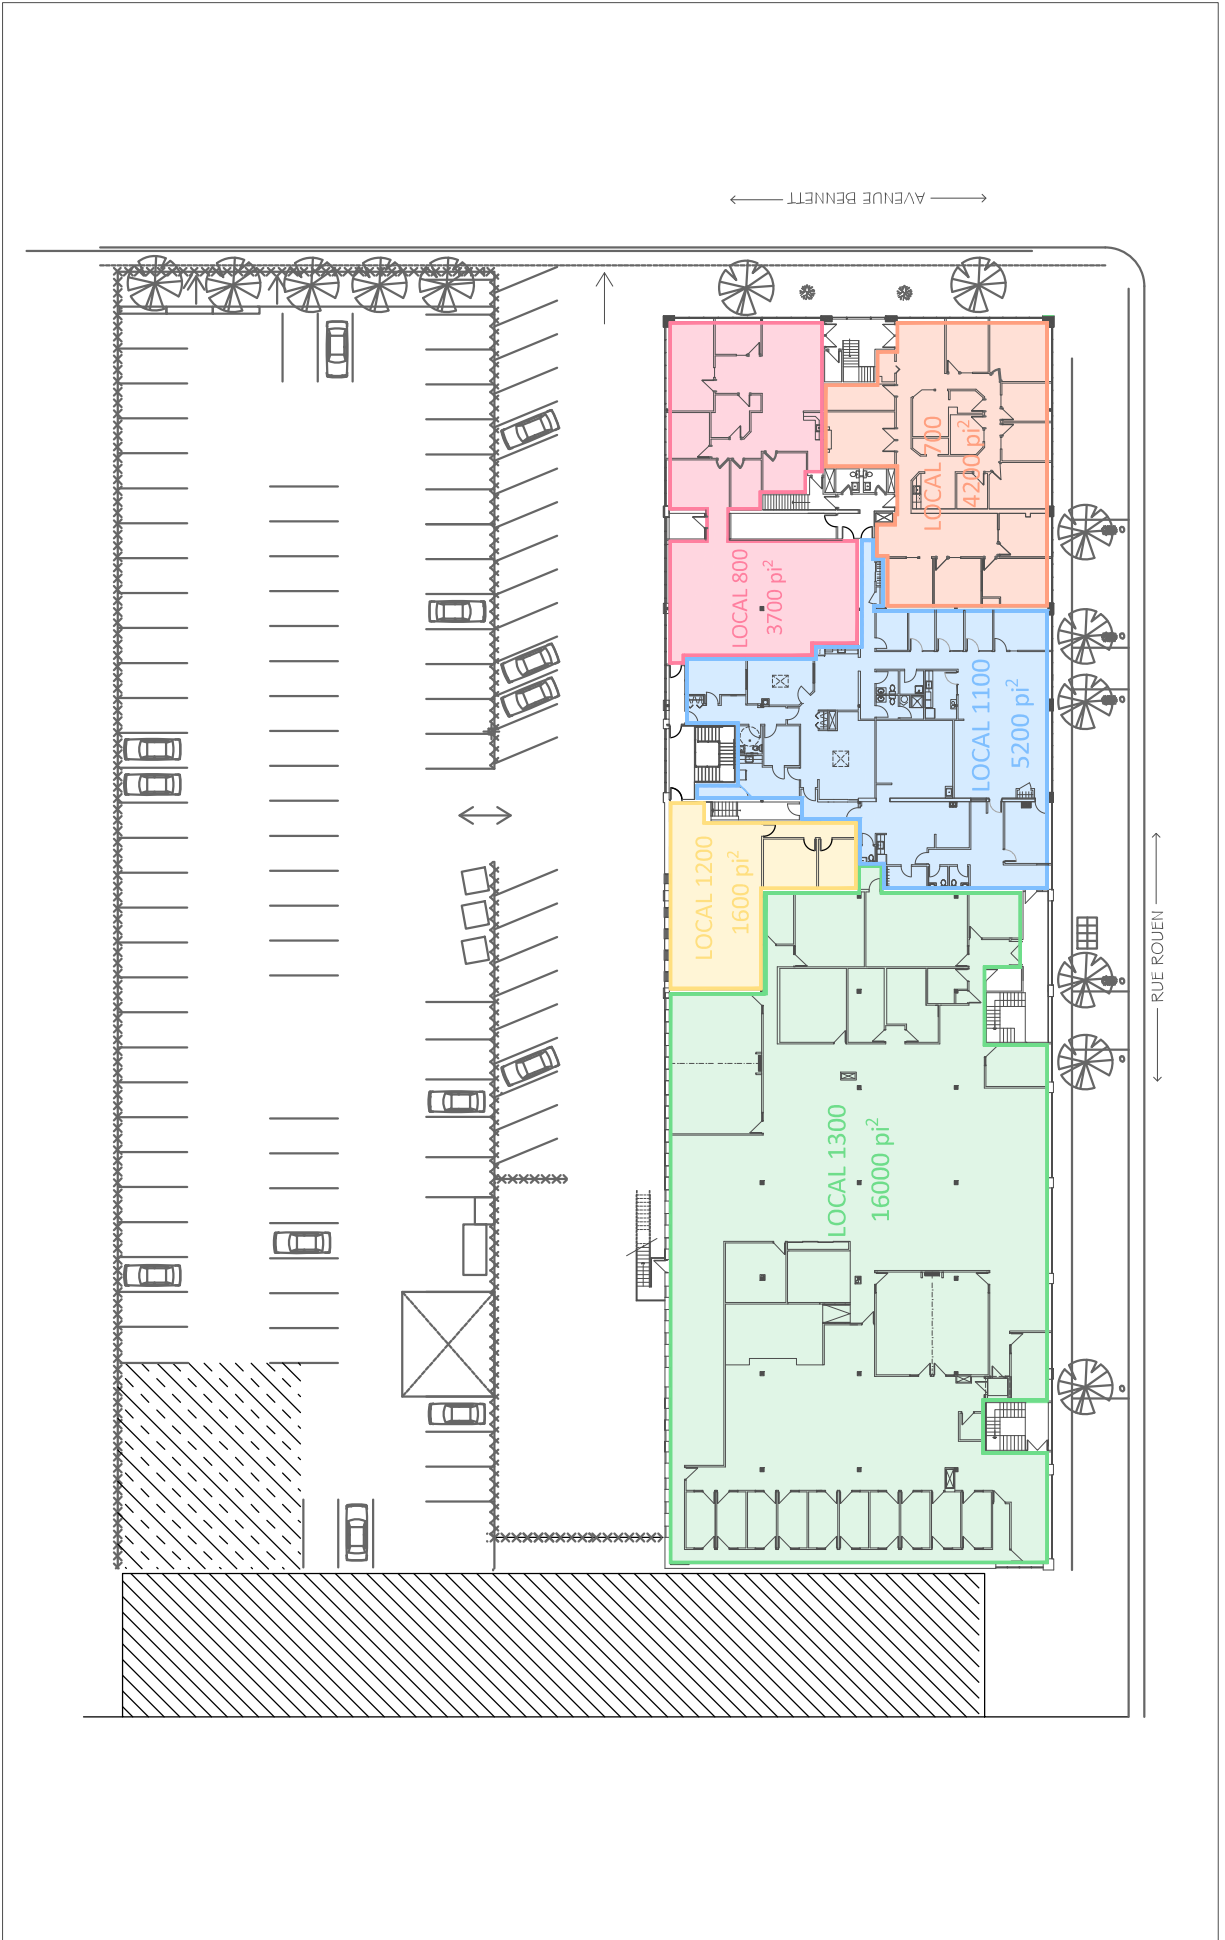 AVENUE BENNETT
LOCAL 700
4200 pi²
LOCAL 800
3700 pi²
LOCAL 1100
5200 pi²
LOCAL 1200
1600 pi²
RUE ROUEN
LOCAL 1300
16000 pi²